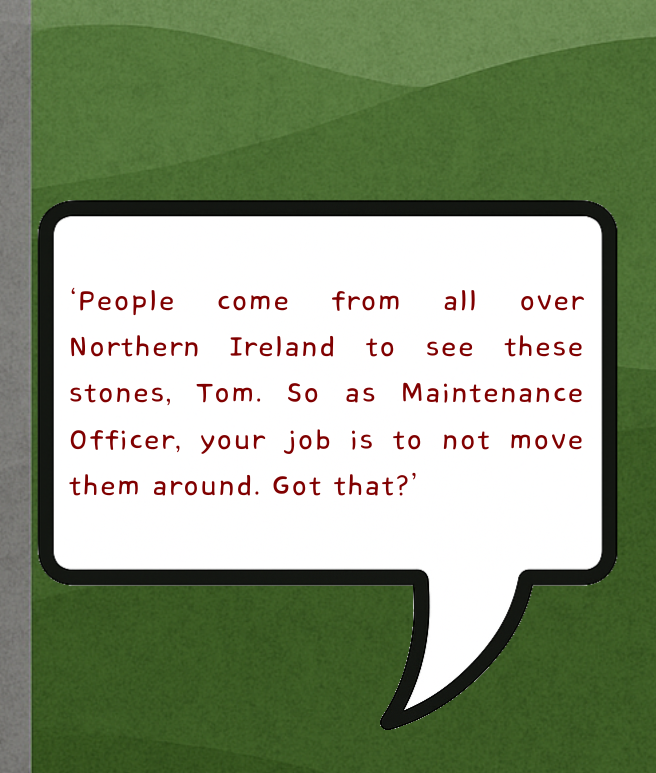 ‘People come from all over
Northern Ireland to see these
stones, Tom. So as Maintenance
Officer, your job is to not move
them around. Got that?’